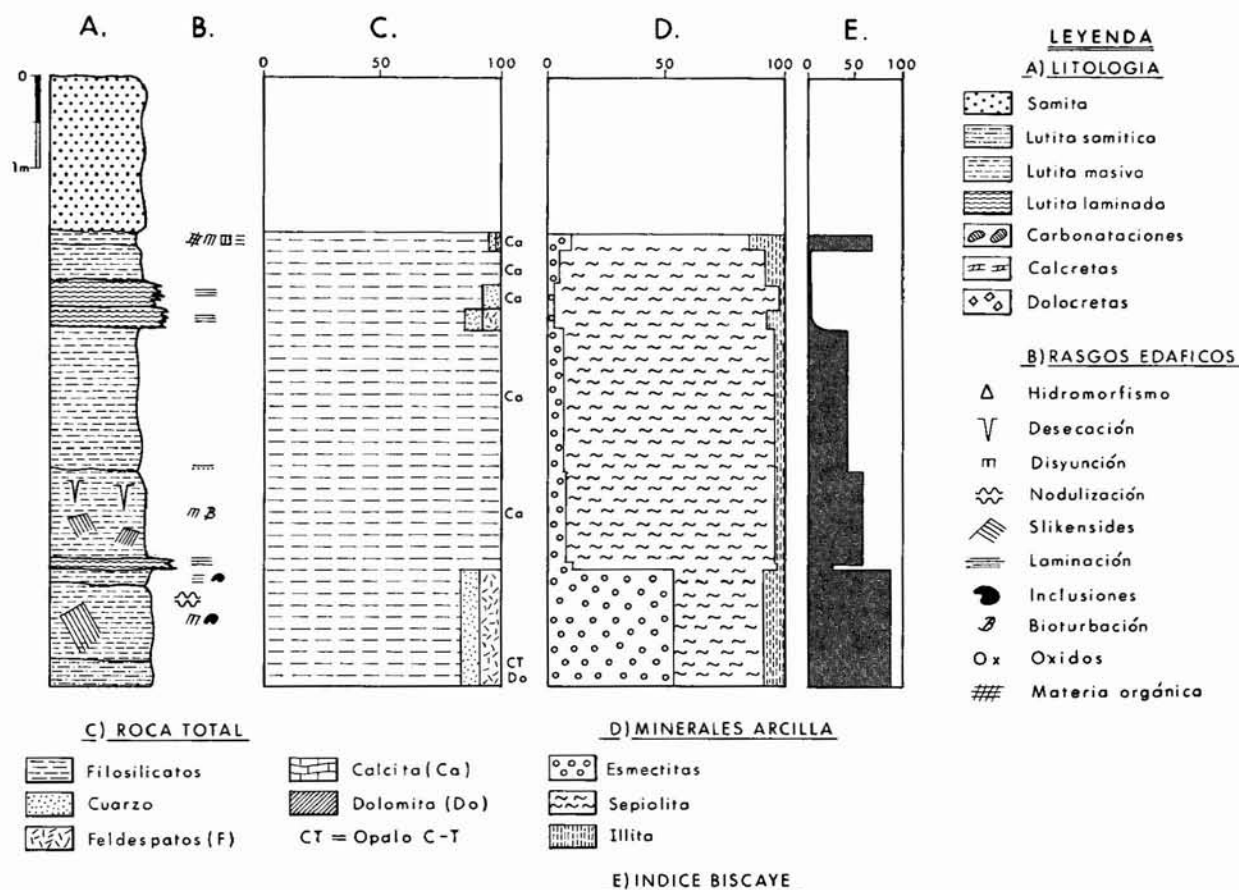 A. B. C. D. E.
0 50 100
0 50 100
0 50 100
0
1m
Ca
Ca
Ca
Ca
Ca
CT
Do
LEYENDA
A) LITOLOGIA
Samita
Lutita samitica
Lutita masiva
Lutita laminada
Carbonataciones
Calcretas
Dolocretas
B) RASGOS EDAFICOS
Hidromorfismo
Desecación
Disyunción
Nodulización
Slikensides
Laminación
Inclusiones
Bioturbación
Ox Oxidos
Materia orgánica
C) ROCA TOTAL
Filosilicatos
Cuarzo
Feldespatos (F)
Calcita (Ca)
Dolomita (Do)
CT = Opalo C-T
D) MINERALES ARCILLA
Esmectitas
Sepiolita
Illita
E) INDICE BISCAYE